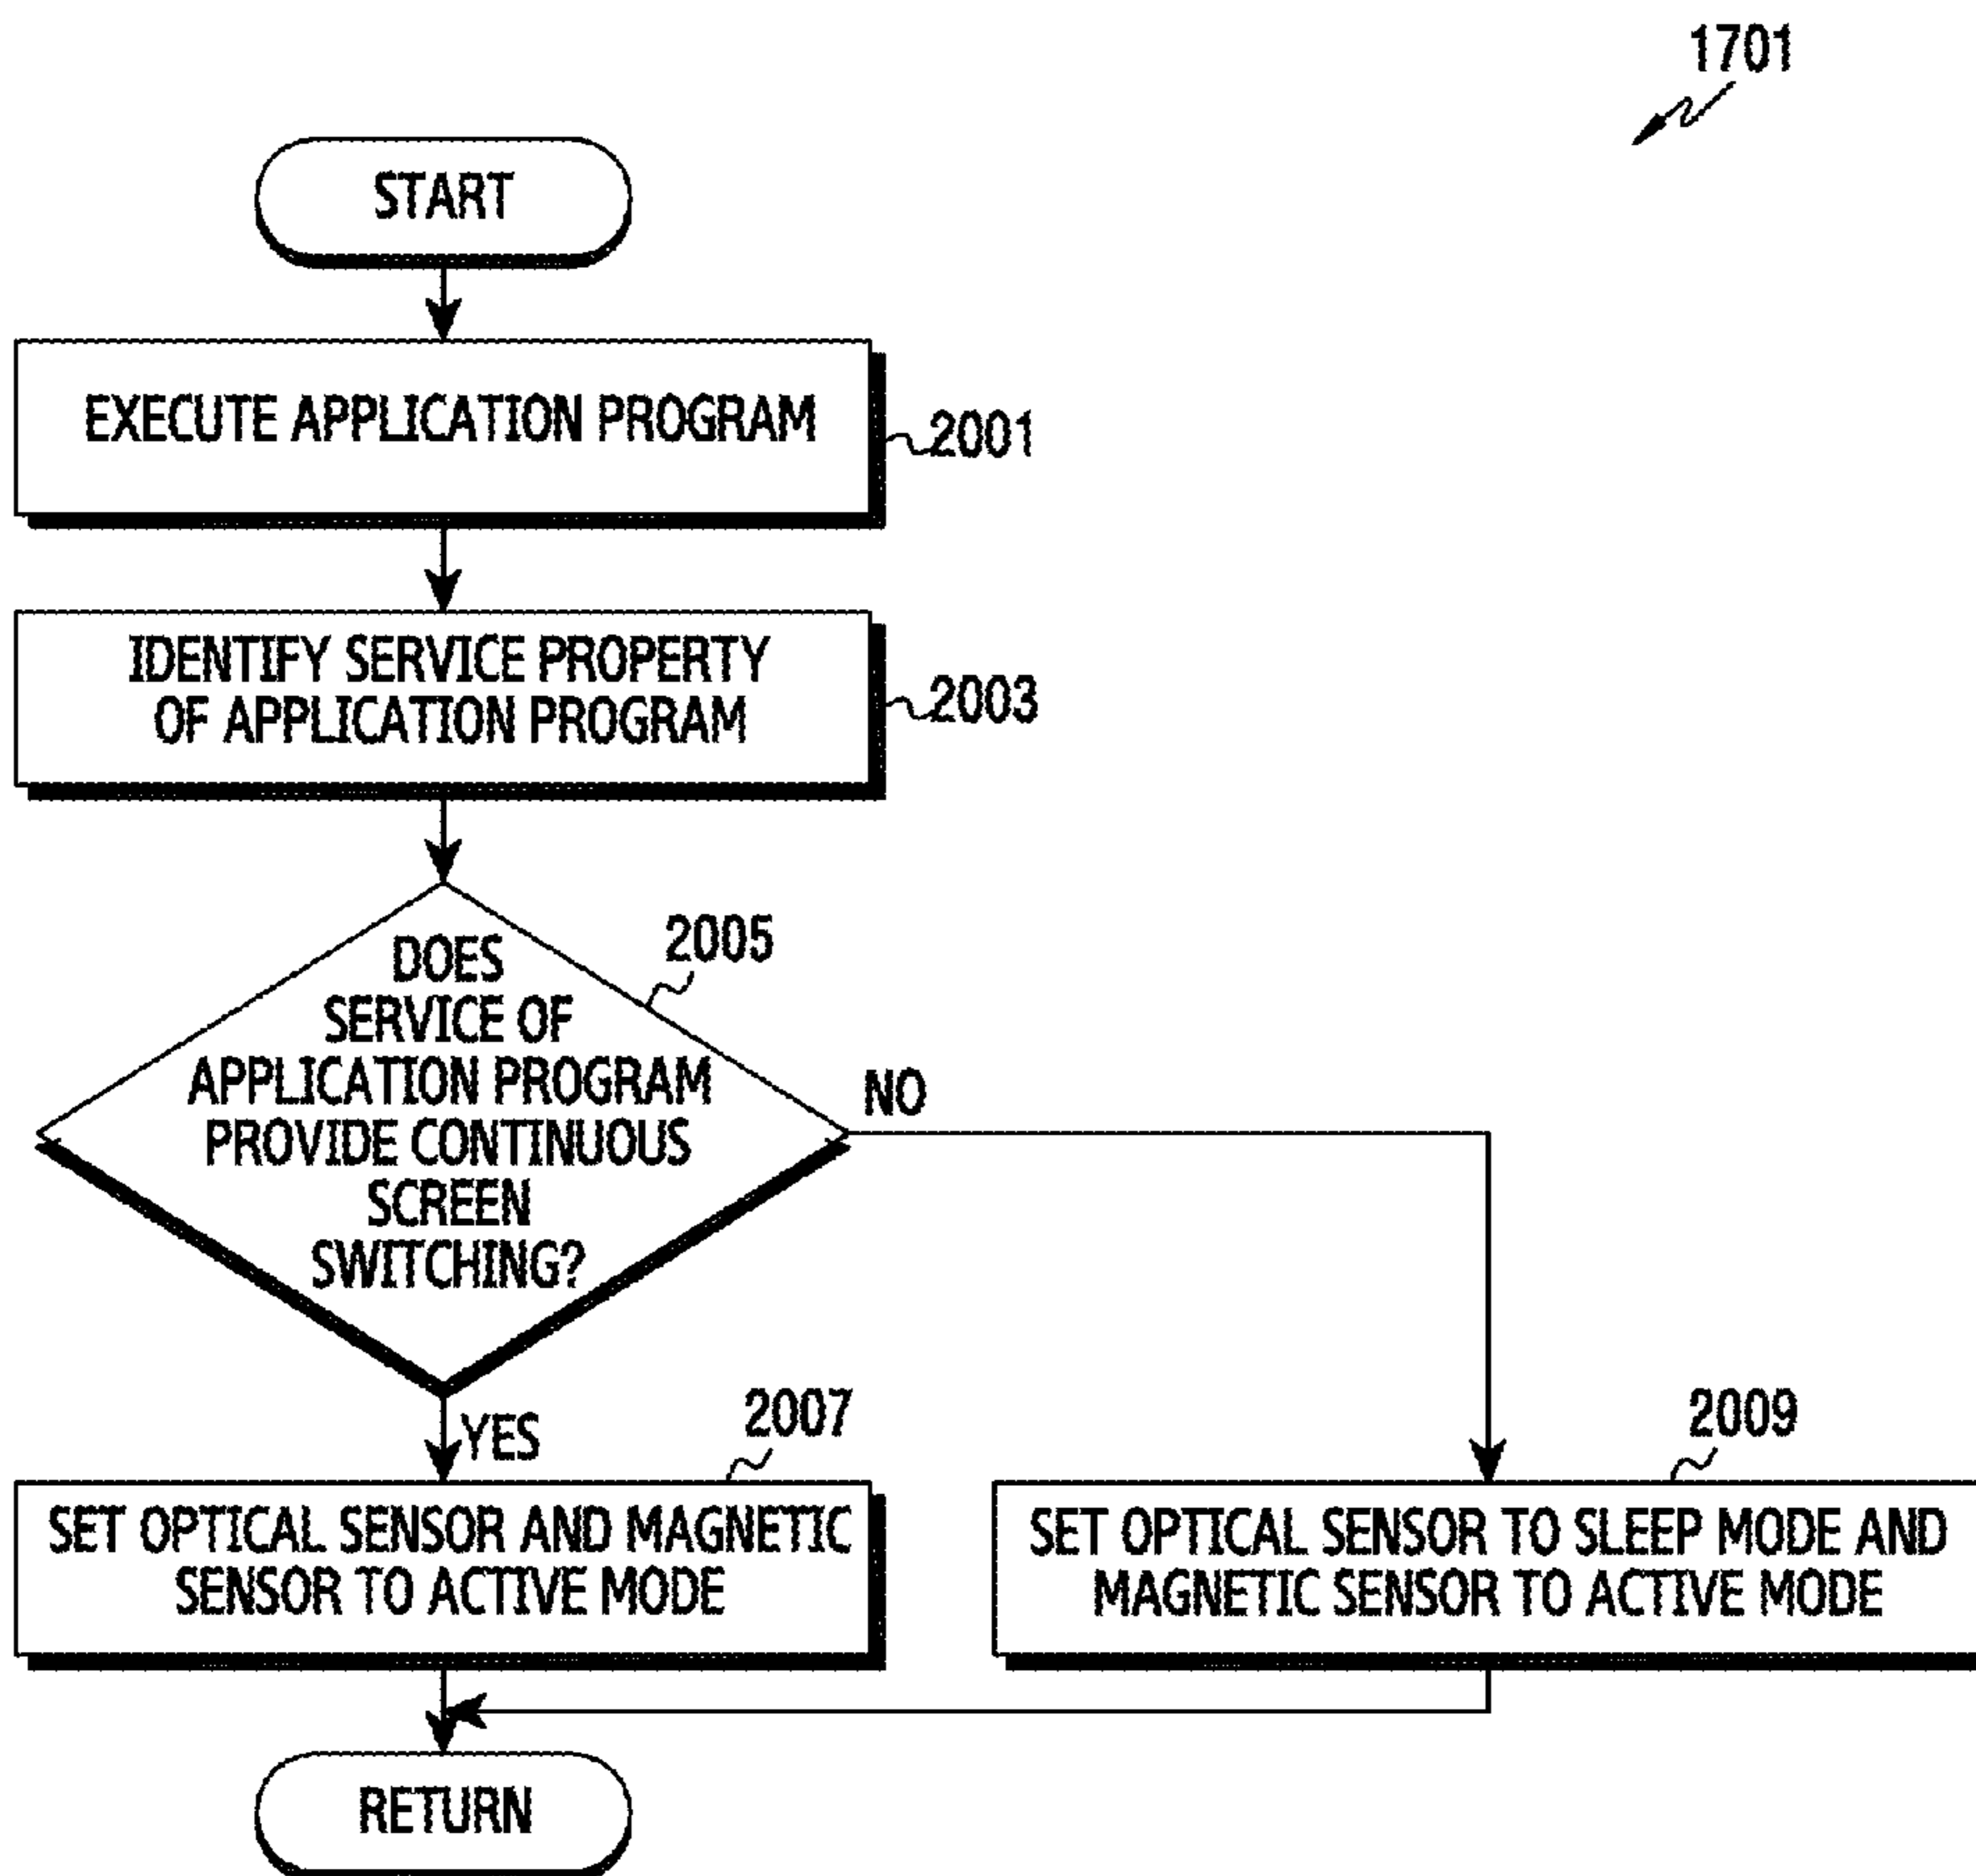 1701
START
EXECUTE APPLICATION PROGRAM
2001
IDENTIFY SERVICE PROPERTY
OF APPLICATION PROGRAM
2003
DOES
SERVICE OF
APPLICATION PROGRAM
PROVIDE CONTINUOUS
SCREEN
SWITCHING?
2005
NO
YES
2007
SET OPTICAL SENSOR AND MAGNETIC
SENSOR TO ACTIVE MODE
2009
SET OPTICAL SENSOR TO SLEEP MODE AND
MAGNETIC SENSOR TO ACTIVE MODE
RETURN